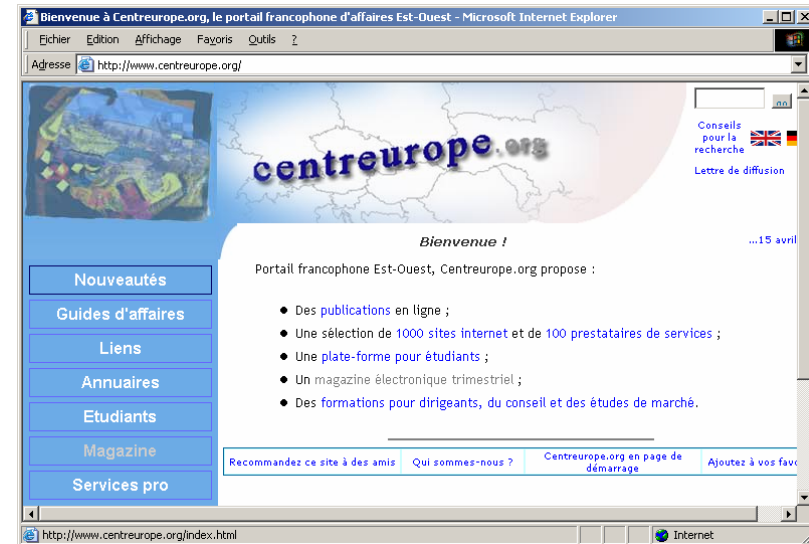 Bienvenue à Centreurope.org, le portail francophone d'affaires Est-Ouest - Microsoft Internet Explorer
Fichier Edition Affichage Favoris Outils ?
Adresse http://www.centreurope.org/
centreurope.org
Conseils
pour la
recherche
Lettre de diffusion
Bienvenue !
...15 avril
Portail francophone Est-Ouest, Centreurope.org propose :
Des publications en ligne ;
Une sélection de 1000 sites internet et de 100 prestataires de services ;
Une plate-forme pour étudiants ;
Un magazine électronique trimestriel ;
Des formations pour dirigeants, du conseil et des études de marché.
Nouveautés
Guides d'affaires
Liens
Annuaires
Etudiants
Magazine
Services pro
Recommandez ce site à des amis
Qui sommes-nous ?
Centreurope.org en page de
démarrage
Ajoutez à vos favo
http://www.centreurope.org/index.html
Internet